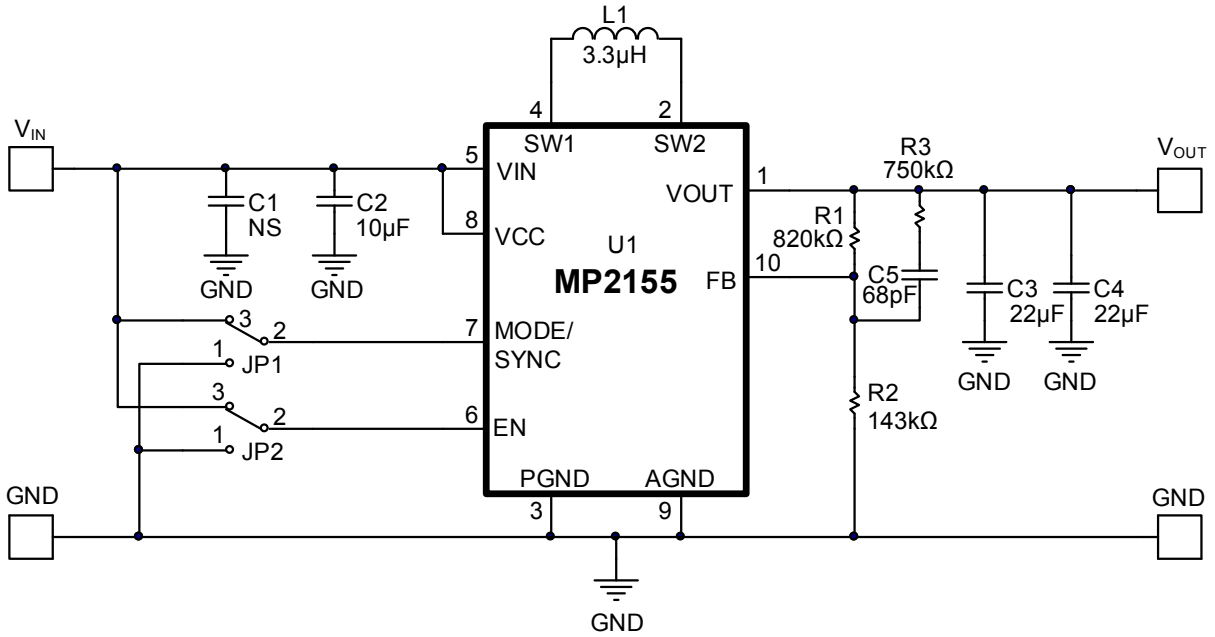 L1
3.3µH
4
2
SW1
SW2
VIN
5
VIN
C1
NS
C2
10µF
8
VCC
GND
GND
U1
MP2155
VOUT
1
R3
750kΩ
VOUT
R1
820kΩ
10
FB
C5
68pF
C3
22µF
C4
22µF
GND
GND
3
2
7
MODE/
SYNC
1
JP1
3
2
6
EN
1
JP2
R2
143kΩ
PGND
AGND
3
9
GND
GND
GND